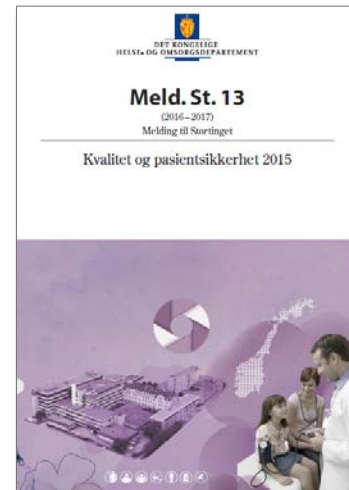 DET KONGELIGE
HELSE- OG OMSORGSDEPARTEMENT
Meld. St. 13
(2016–2017)
Melding til Stortinget
Kvalitet og pasientsikkerhet 2015